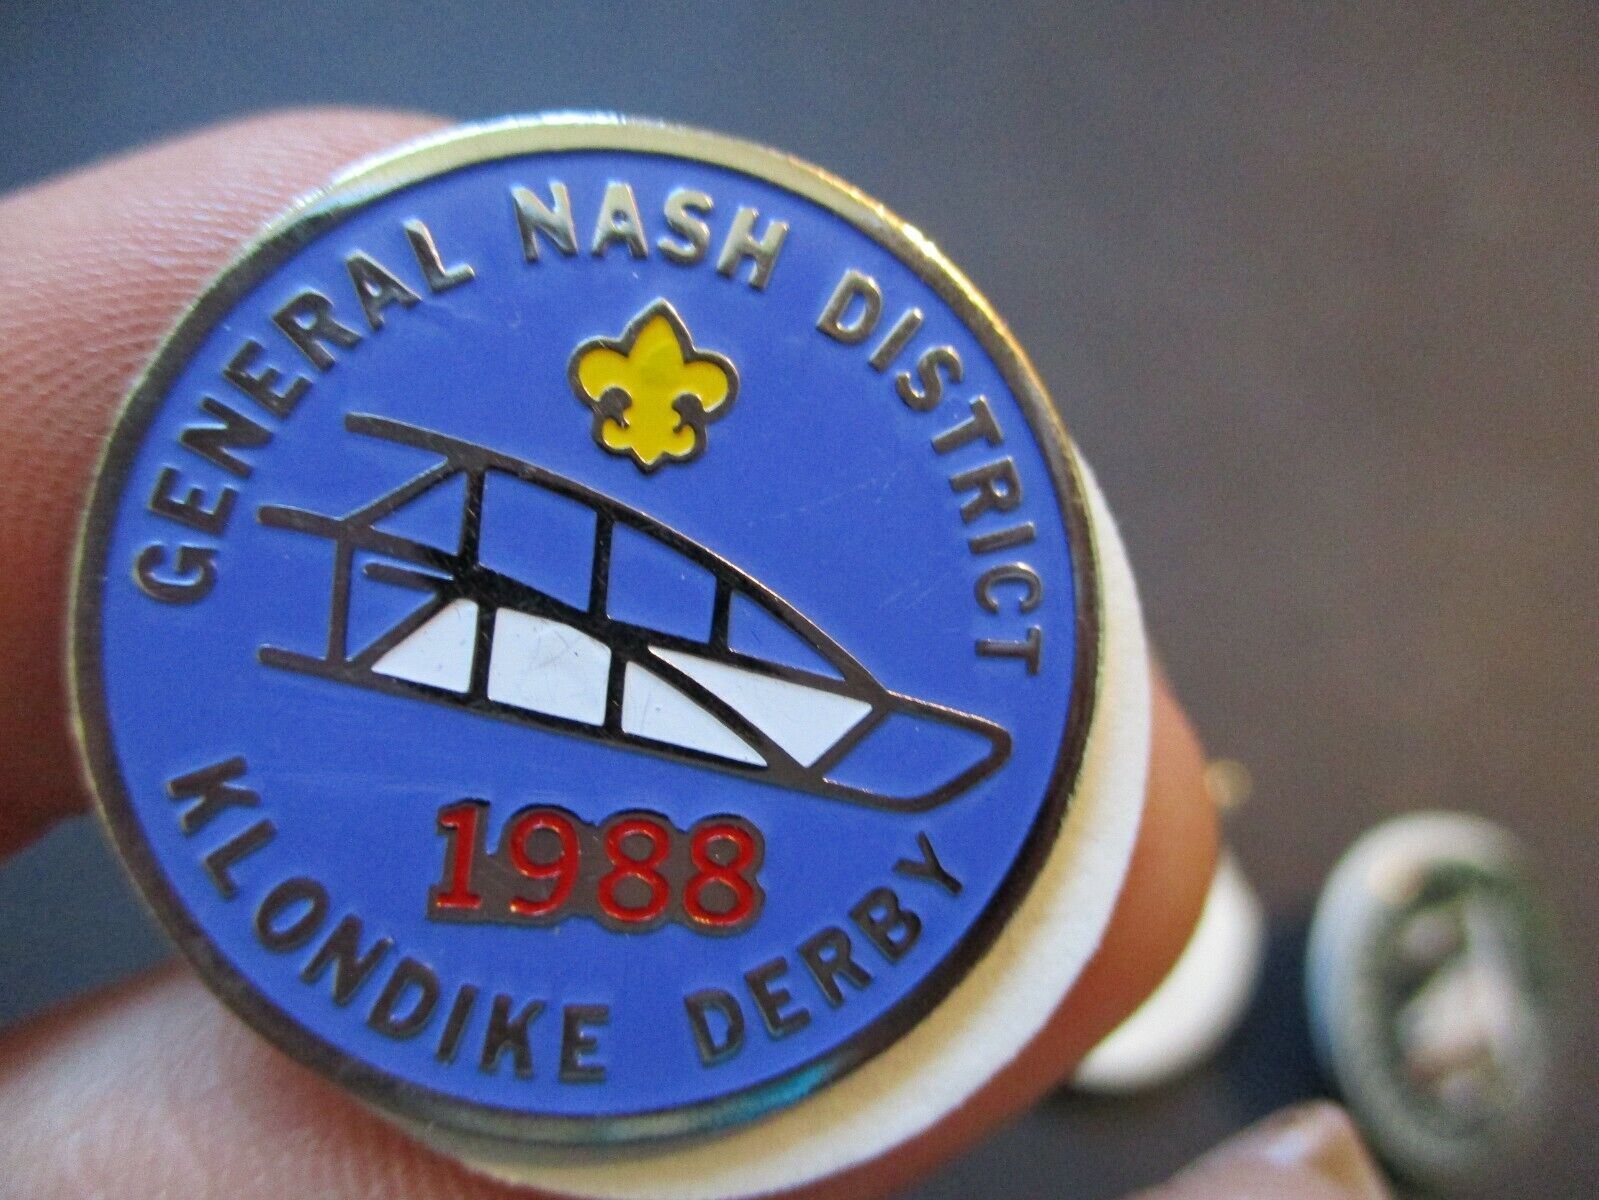 GENERAL NASH DISTRICT
1988
KLONDIKE DERBY